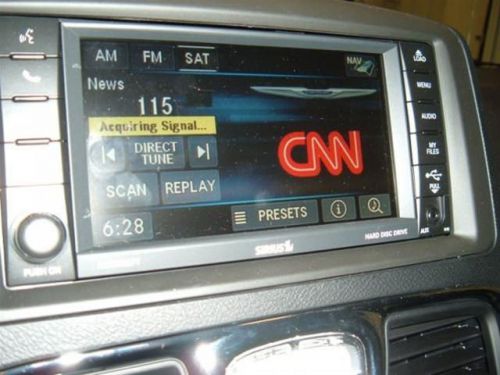 AM FM SAT NAV
News
115
Acquiring Signal...
DIRECT TUNE
CNN
SCAN REPLAY
6:28 PRESETS i
PUSH ON
SIRIUS
HARD DISC DRIVE
LOAD
MENU
AUDIO
MY FILES
PULL
AUX